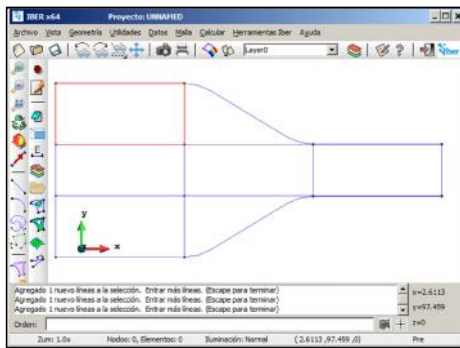 IBER x64 Proyecto: UNNAMED
Archivo Vista Geometría Utilidades Datos Malla Calcular Herramientas Iber Ayuda
Layer0 iber
y
x
Agregado 1 nuevo líneas a la selección. Entrar más líneas. (Escape para terminar)
Agregado 1 nuevo líneas a la selección. Entrar más líneas. (Escape para terminar)
Agregado 1 nuevo líneas a la selección. Entrar más líneas. (Escape para terminar)
x=2.6113
y=97.459
z=0
Orden:
Zum: 1.0x Nodos: 0, Elementos: 0 Iluminación: Normal (2.6113 ,97.459 ,0) Pre